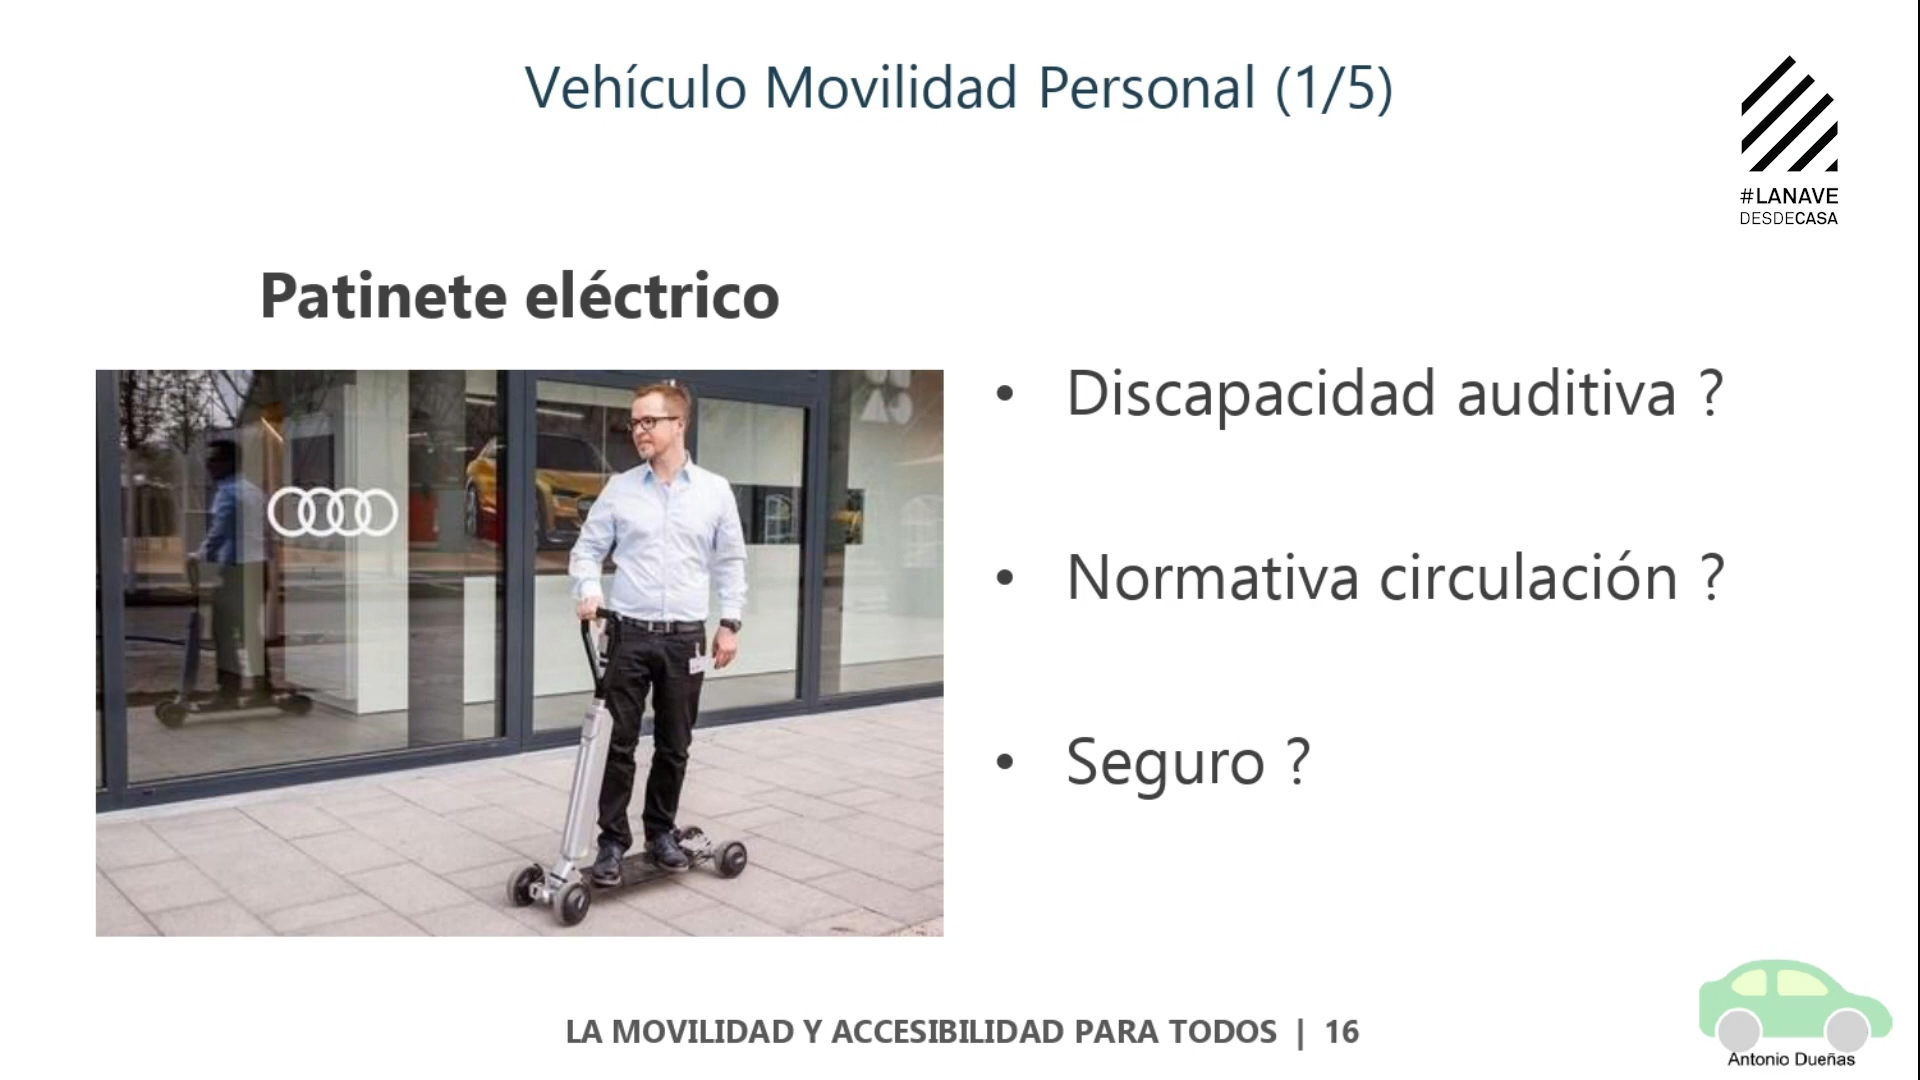 Vehículo Movilidad Personal (1/5)
#LANAVE
DESDECASA
Patinete eléctrico
• Discapacidad auditiva ?
• Normativa circulación ?
• Seguro ?
LA MOVILIDAD Y ACCESIBILIDAD PARA TODOS | 16
Antonio Dueñas